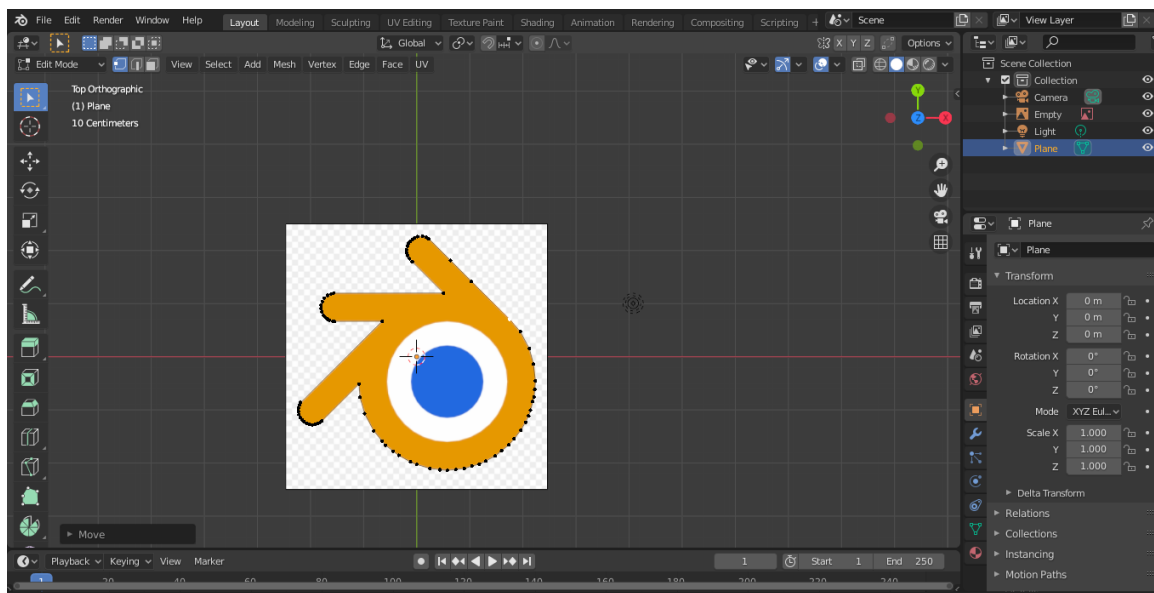 File Edit Render Window Help Layout Modeling Sculpting UV Editing Texture Paint Shading Animation Rendering Compositing Scripting + Scene View Layer
Global X Y Z Options
Edit Mode View Select Add Mesh Vertex Edge Face UV
Top Orthographic
(1) Plane
10 Centimeters
Y
Z
X
Move
Scene Collection
Collection
Camera
Empty
Light
Plane
Plane
Plane
Transform
Location X 0 m
Y 0 m
Z 0 m
Rotation X 0°
Y 0°
Z 0°
Mode XYZ Eul...
Scale X 1.000
Y 1.000
Z 1.000
Delta Transform
Relations
Collections
Instancing
Motion Paths
Playback Keying View Marker 1 Start 1 End 250
1 20 40 60 80 100 120 140 160 180 200 220 240